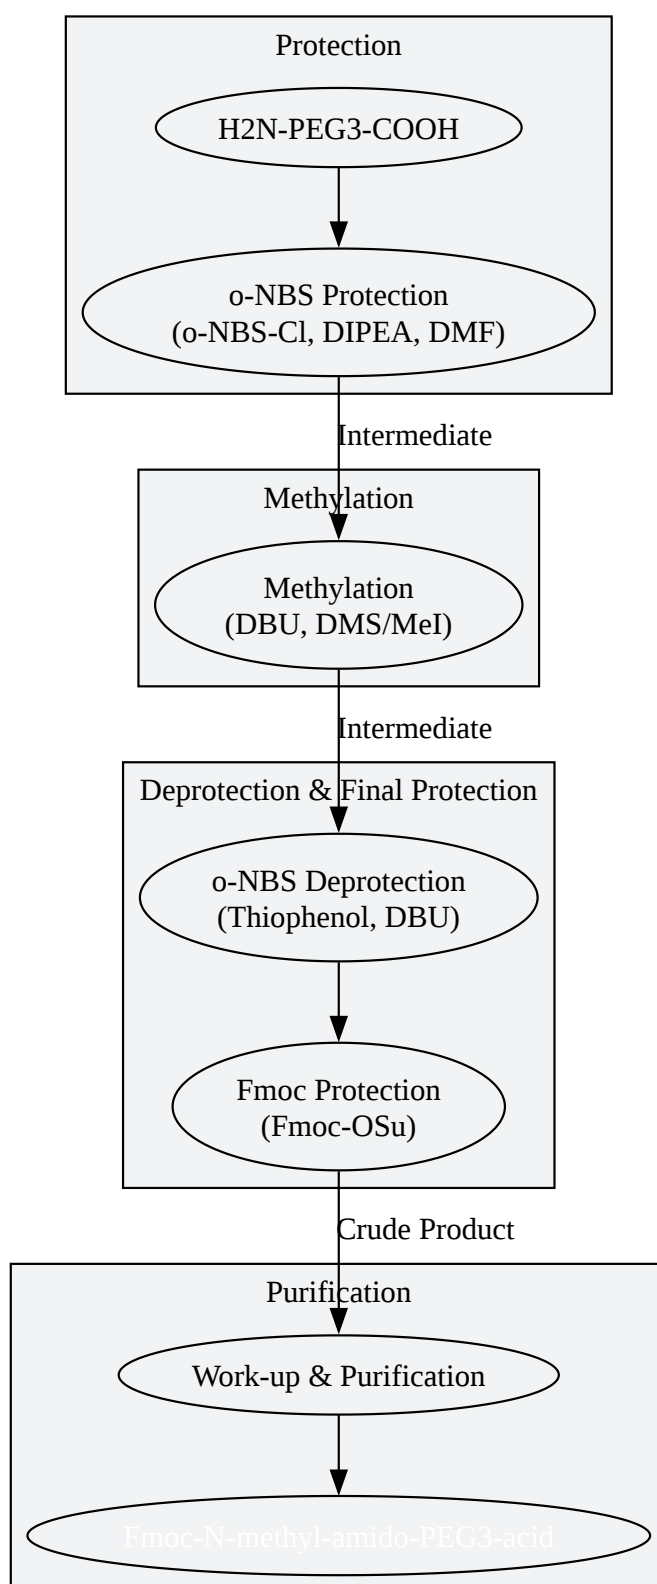 Protection
H2N-PEG3-COOH
o-NBS Protection
(o-NBS-Cl, DIPEA, DMF)
Intermediate
Methylation
Methylation
(DBU, DMS/MeI)
Intermediate
Deprotection & Final Protection
o-NBS Deprotection
(Thiophenol, DBU)
Fmoc Protection
(Fmoc-OSu)
Crude Product
Purification
Work-up & Purification
Fmoc-N-methyl-amido-PEG3-acid